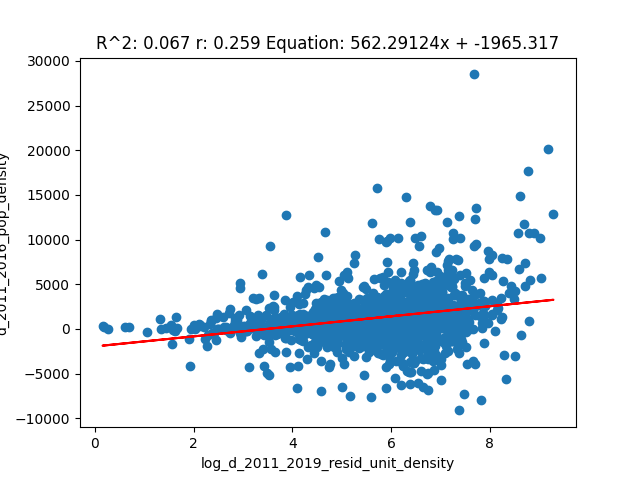 R^2: 0.067 r: 0.259 Equation: 562.29124x + -1965.317
30000
25000
20000
15000
10000
5000
0
−5000
−10000
d_2011_2016_pop_density
0 2 4 6 8
log_d_2011_2019_resid_unit_density